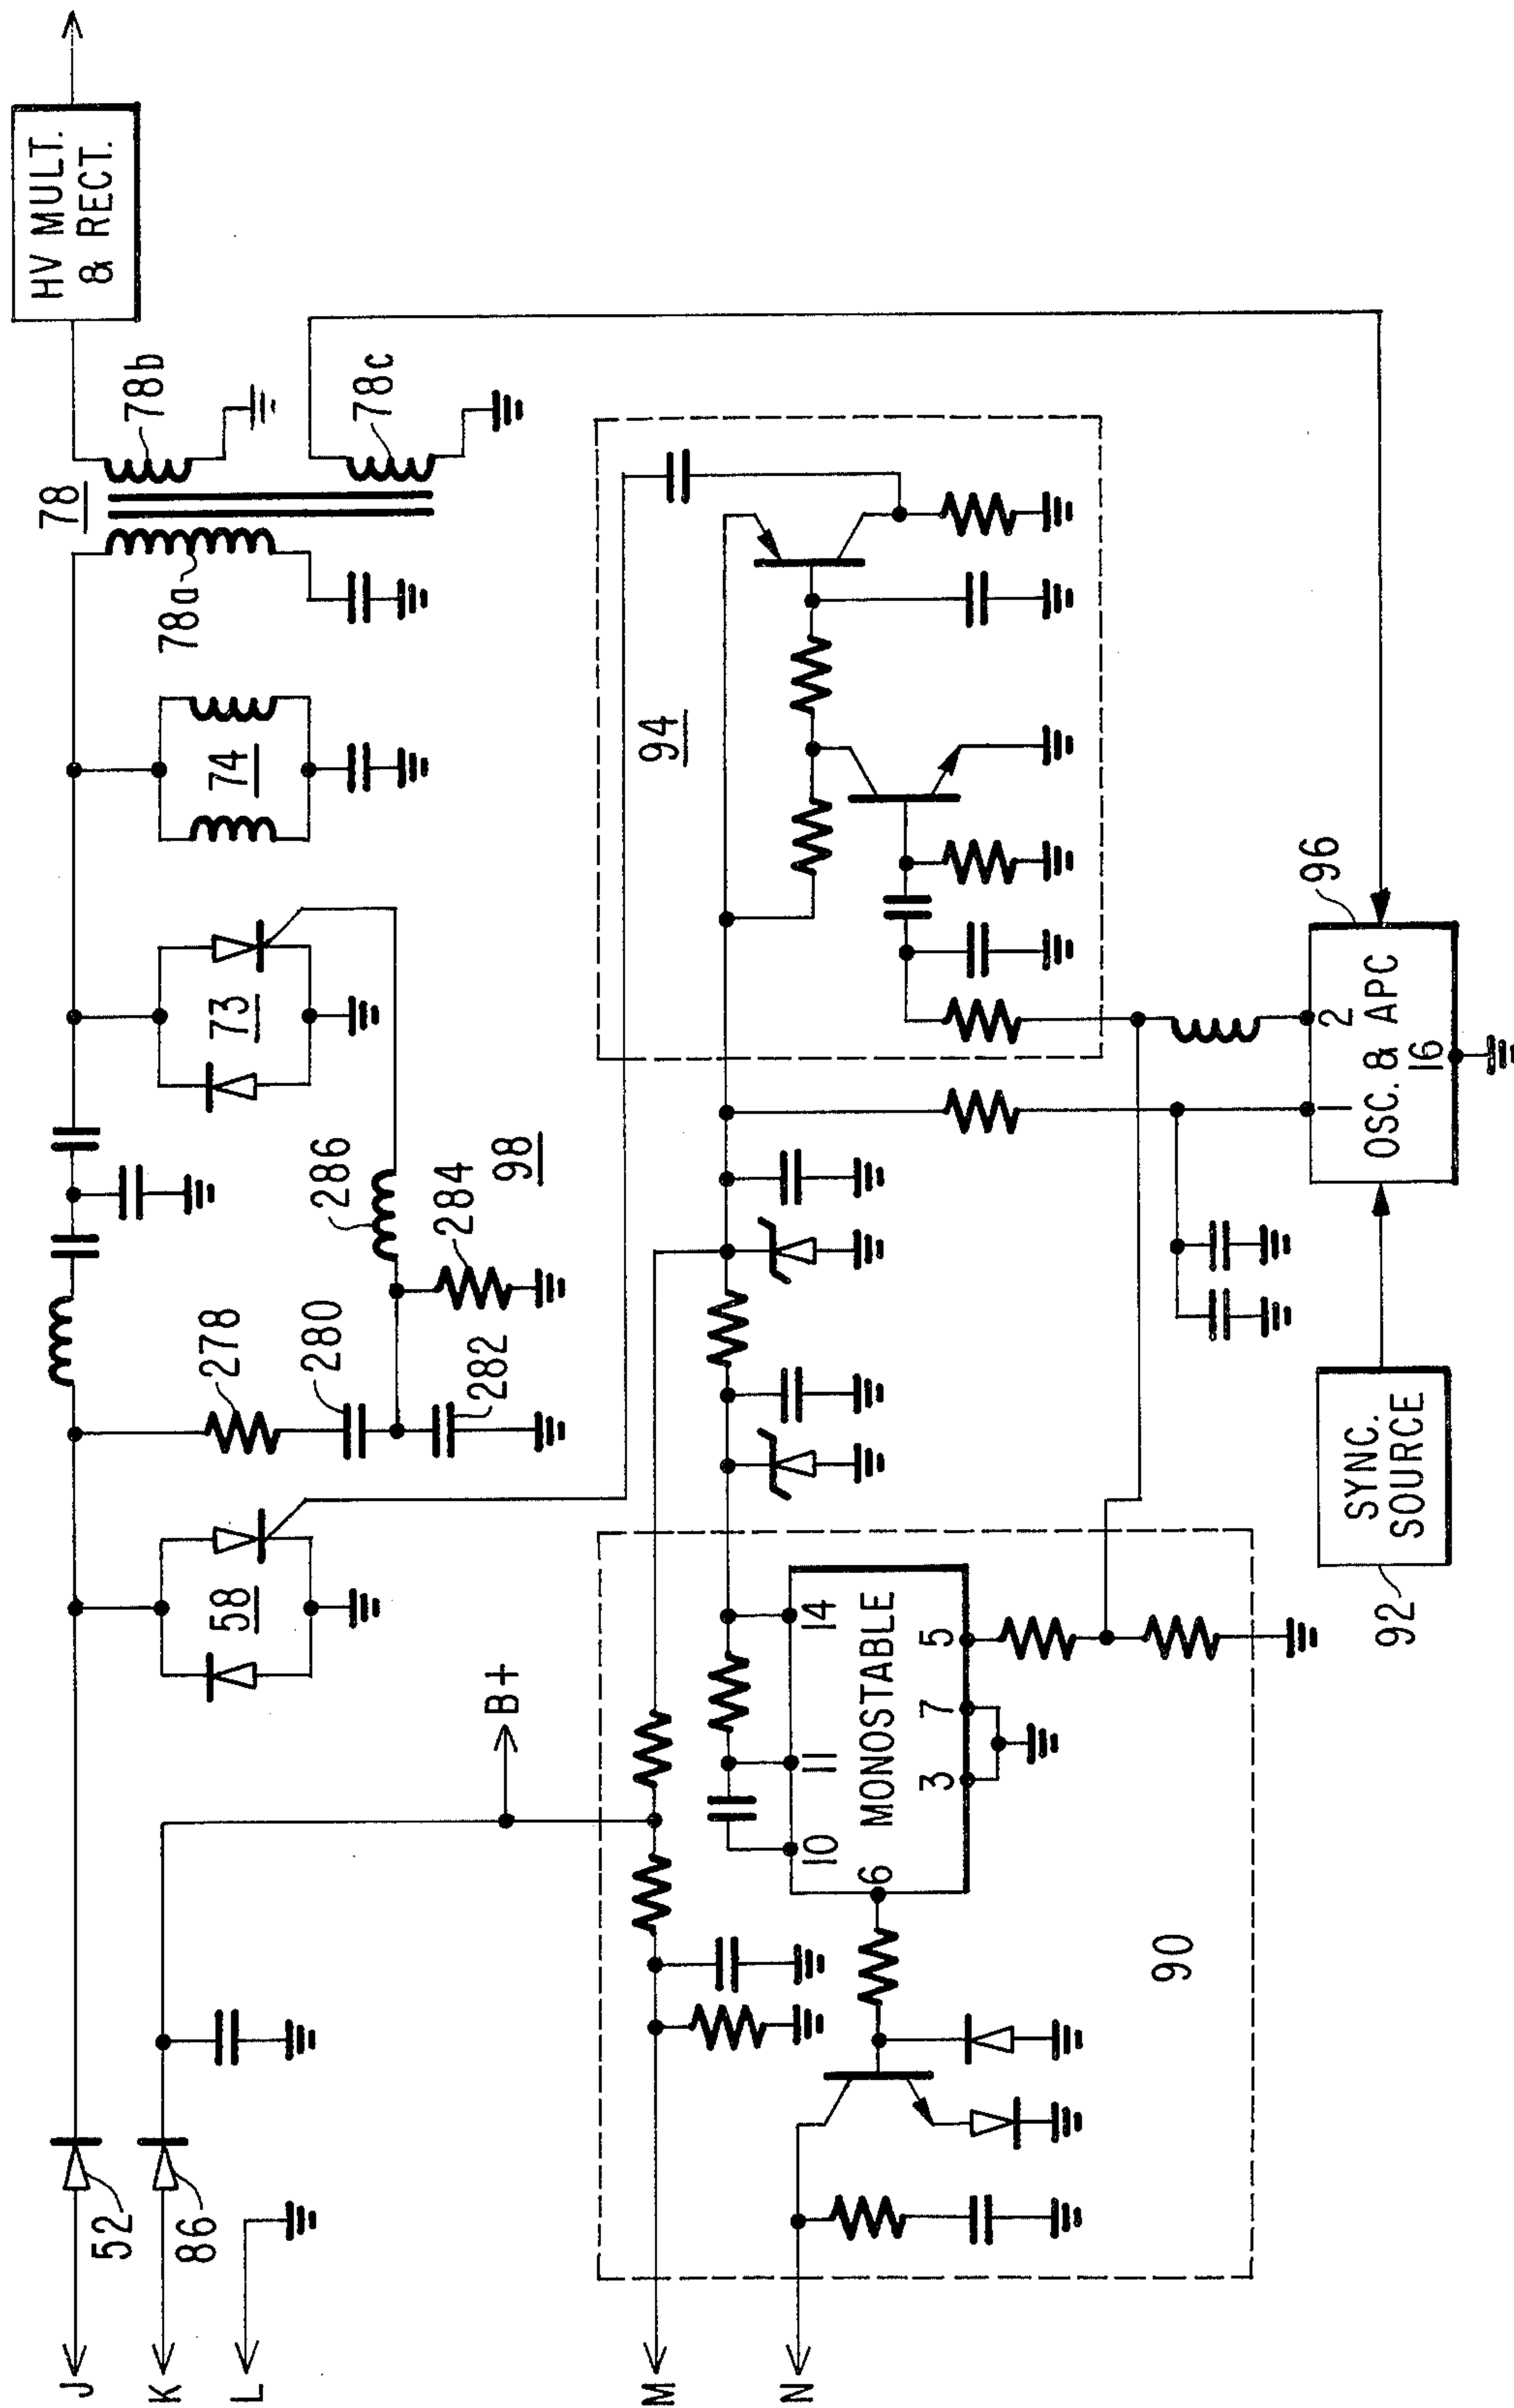 HV MULT.
& RECT.
78
78b
78a
78c
74
73
58
278
280
282
284
286
98
94
52
86
B+
J
K
L
M
N
90
MONOSTABLE
10
11
14
6
3
7
5
96
1
2
OSC. & APC
16
SYNC.
SOURCE
92